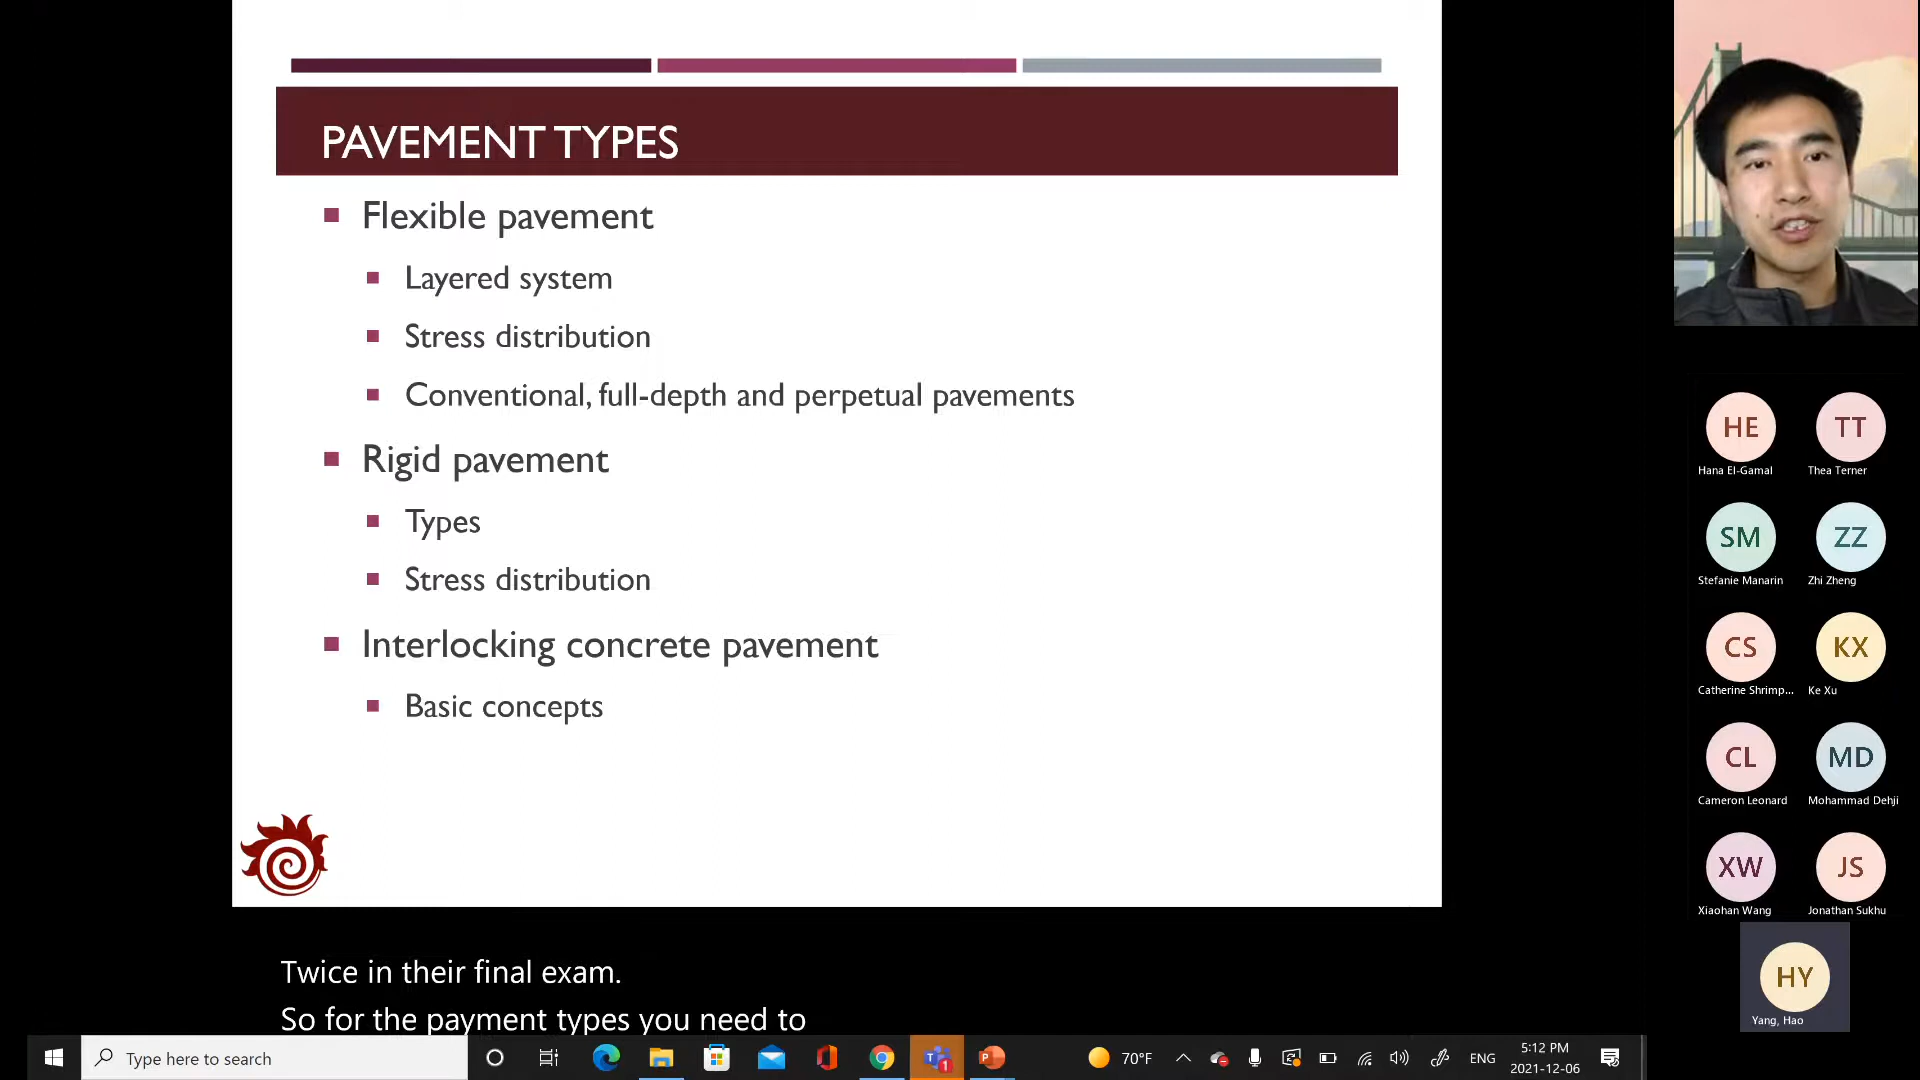 PAVEMENT TYPES
Flexible pavement
Layered system
Stress distribution
Conventional, full-depth and perpetual pavements
Rigid pavement
Types
Stress distribution
Interlocking concrete pavement
Basic concepts
HE TT
Hana El-Gamal Thea Terner
SM ZZ
Stefanie Manarin Zhi Zheng
CS KX
Catherine Shrimp... Ke Xu
CL MD
Cameron Leonard Mohammad Dehji
XW JS
Xiaohan Wang Jonathan Sukhu
HY
Yang, Hao
Twice in their final exam.
So for the payment types you need to
Type here to search
T 1
P
70°F
ENG
5:12 PM
2021-12-06